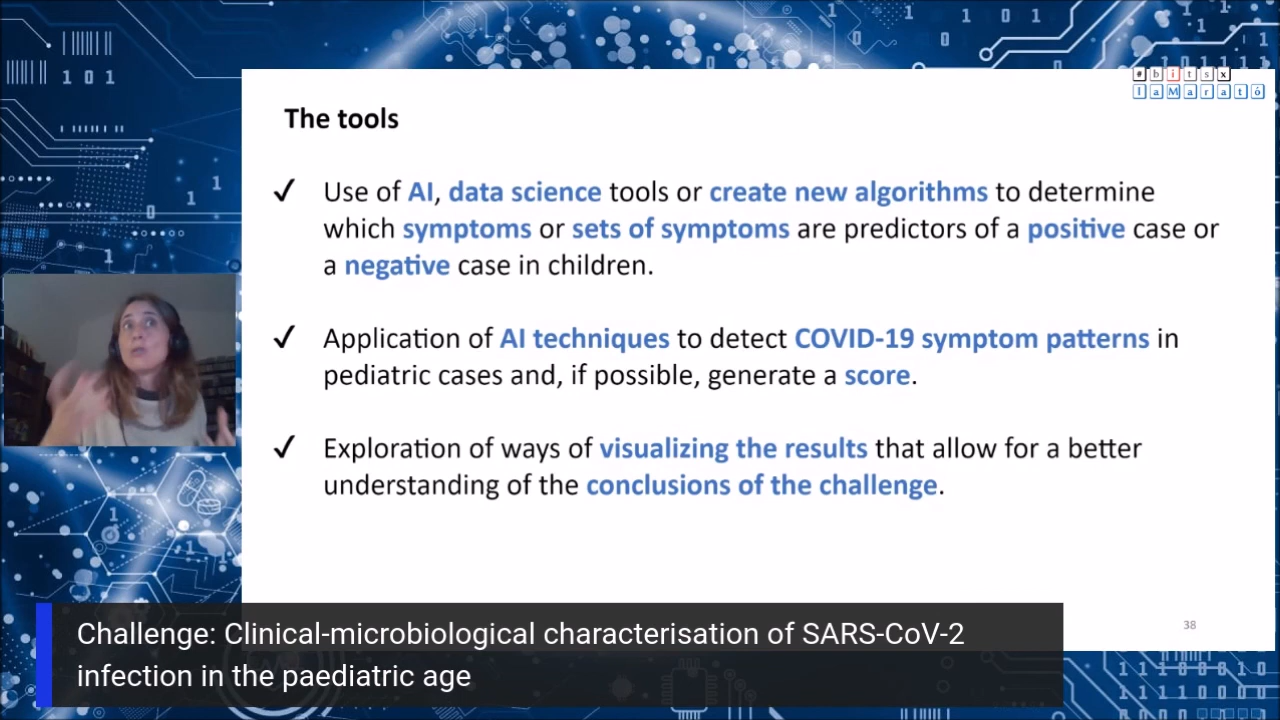 #bitsx
laMarató
The tools
✓ Use of AI, data science tools or create new algorithms to determine
which symptoms or sets of symptoms are predictors of a positive case or
a negative case in children.
✓ Application of AI techniques to detect COVID-19 symptom patterns in
pediatric cases and, if possible, generate a score.
✓ Exploration of ways of visualizing the results that allow for a better
understanding of the conclusions of the challenge.
38
Challenge: Clinical-microbiological characterisation of SARS-CoV-2
infection in the paediatric age